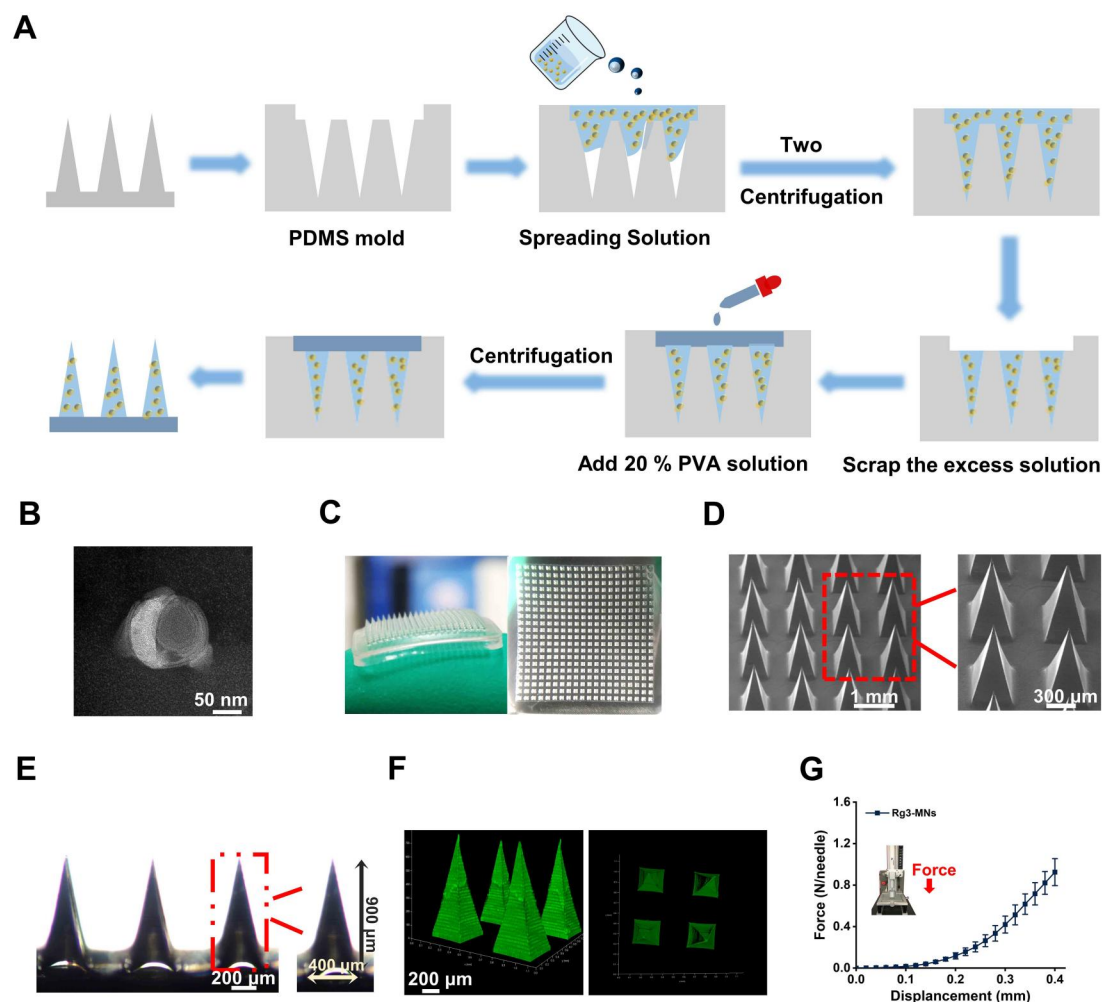 A
Two
Centrifugation
PDMS mold
Spreading Solution
Centrifugation
Add 20 % PVA solution
Scrap the excess solution
B
C
D
50 nm
1 mm
300 μm
E
F
G
900 μm
200 μm
400 μm
200 μm
1.6
1.2
0.8
0.4
0.0
Force (N/needle)
Rg3-MNs
Force
0.0
0.1
0.2
0.3
0.4
Displacement (mm)